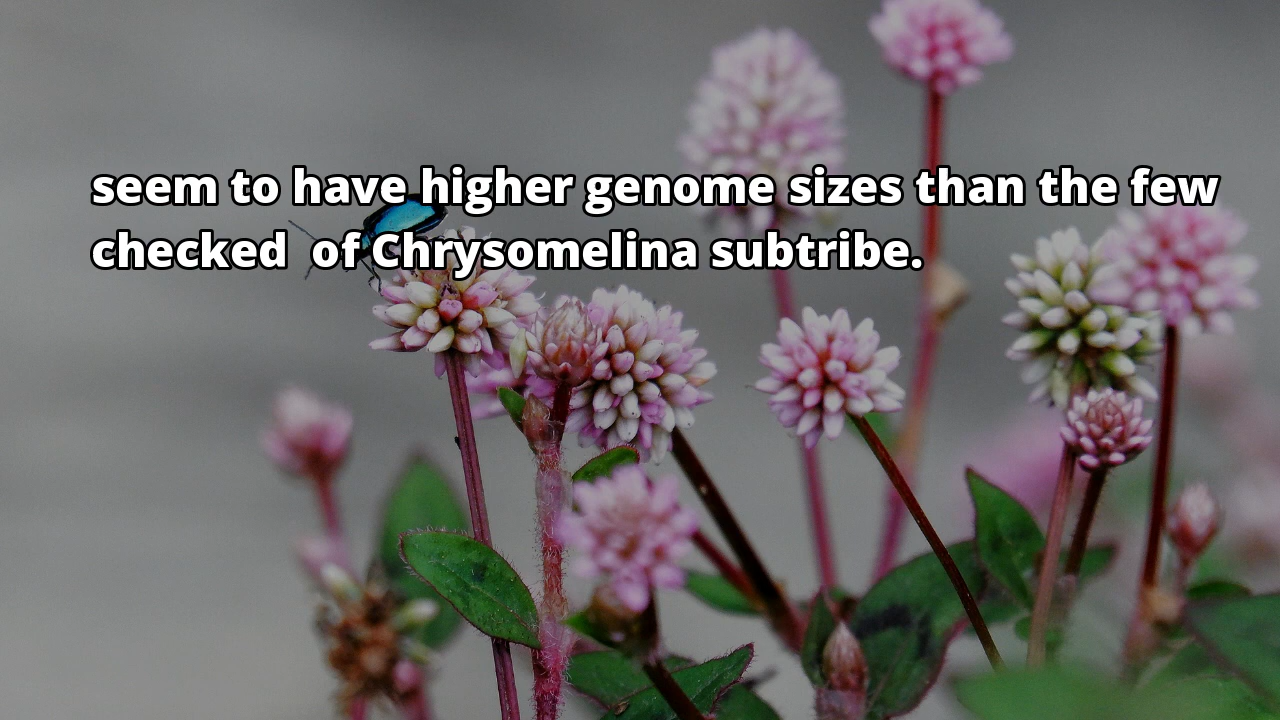 seem to have higher genome sizes than the few
checked  of Chrysomelina subtribe.